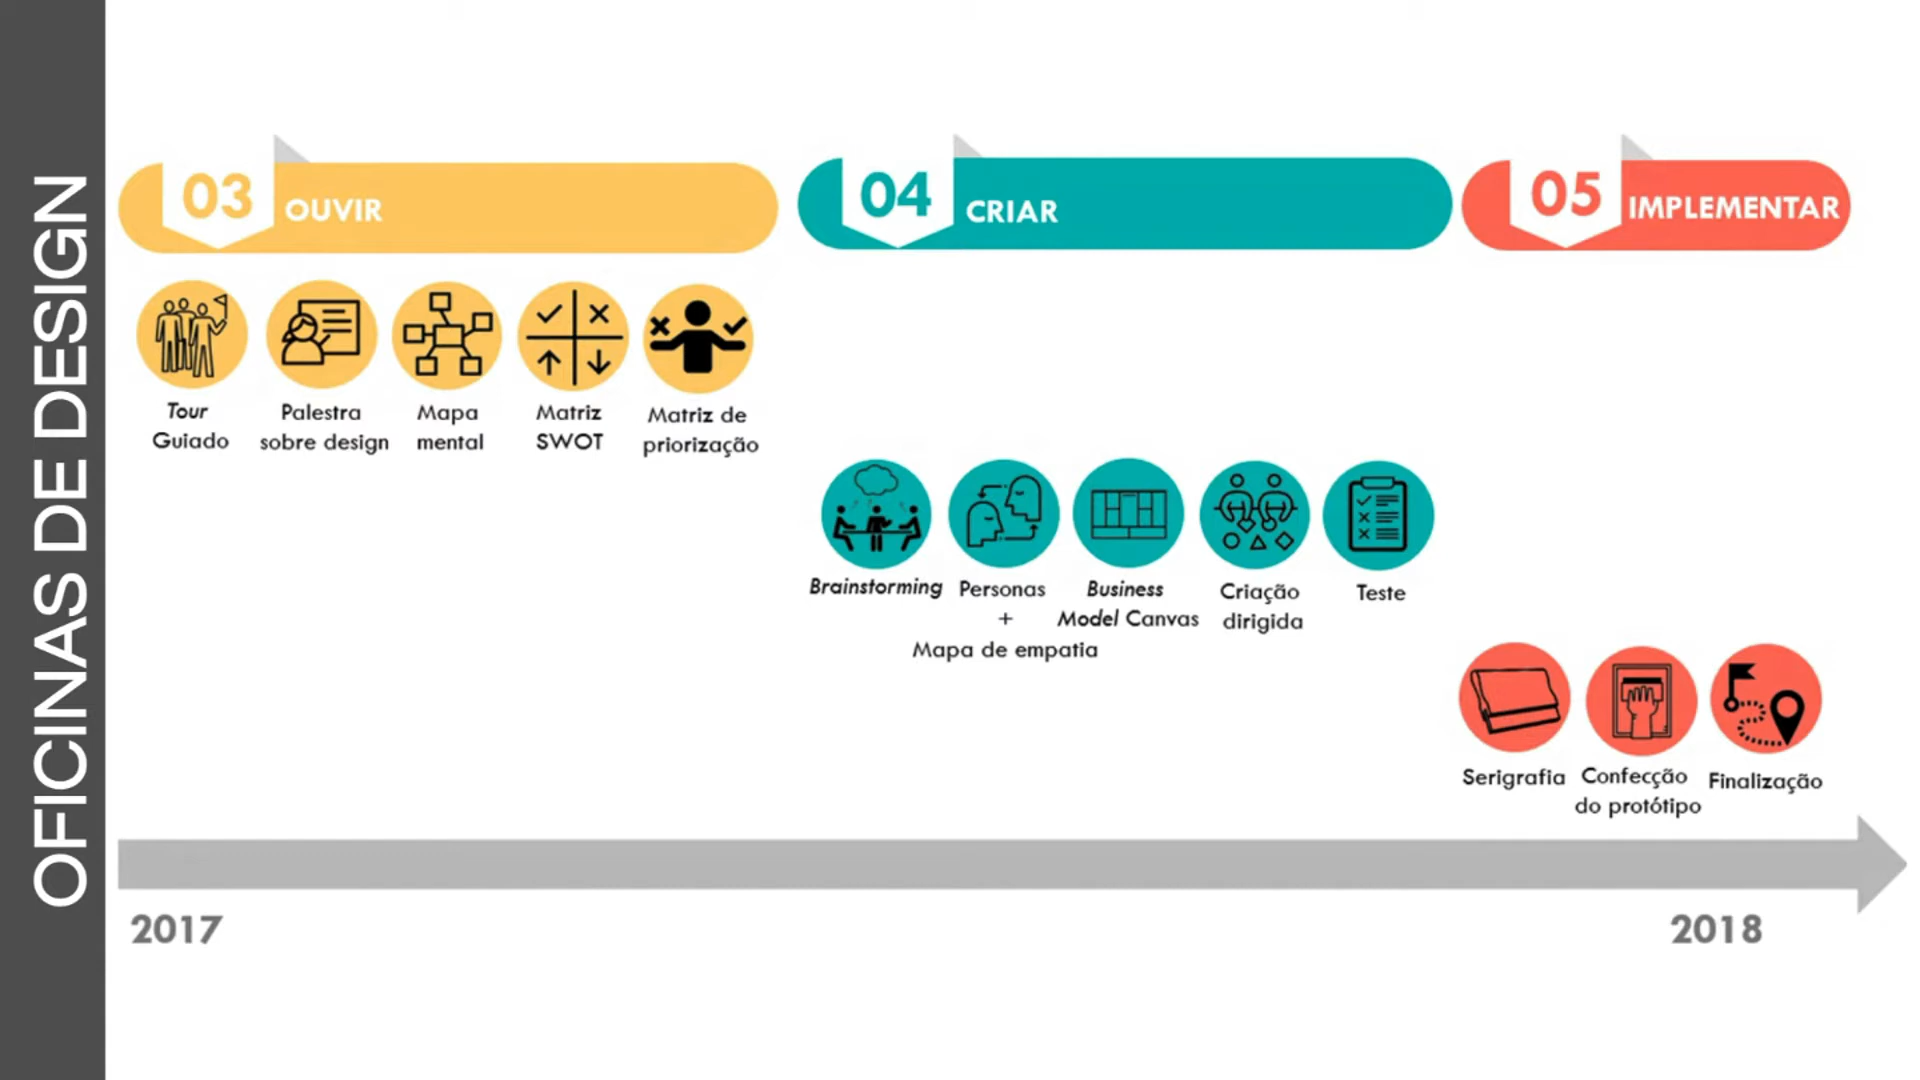 OFICINAS DE DESIGN
03 OUVIR
04 CRIAR
05 IMPLEMENTAR
Tour
Guiado
Palestra
sobre design
Mapa
mental
Matriz
SWOT
Matriz de
priorização
Brainstorming
Personas
+
Mapa de empatia
Business
Model Canvas
Criação
dirigida
Teste
Serigrafia
Confecção
do protótipo
Finalização
2017
2018